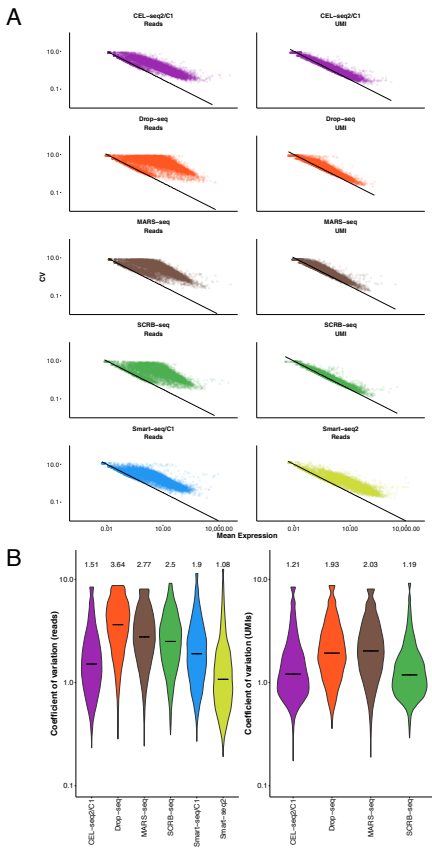 A
CEL-seq2/C1
Reads
CEL-seq2/C1
UMI
10.0
0.1
Drop-seq
Reads
Drop-seq
UMI
10.0
0.1
MARS-seq
Reads
MARS-seq
UMI
10.0
0.1
CV
SCRB-seq
Reads
SCRB-seq
UMI
10.0
0.1
Smart-seq/C1
Reads
Smart-seq2
Reads
10.0
0.1
0.01 10.00 10,000.00 0.01 10.00 10,000.00
Mean Expression
B
Coefficient of variation (reads)
10.0
1.0
0.1
1.51 3.64 2.77 2.5 1.9 1.08
CEL-seq2/C1
Drop-seq
MARS-seq
SCRB-seq
Smart-seq/C1
Smart-seq2
Coefficient of variation (UMIs)
10.0
1.0
0.1
1.21 1.93 2.03 1.19
CEL-seq2/C1
Drop-seq
MARS-seq
SCRB-seq